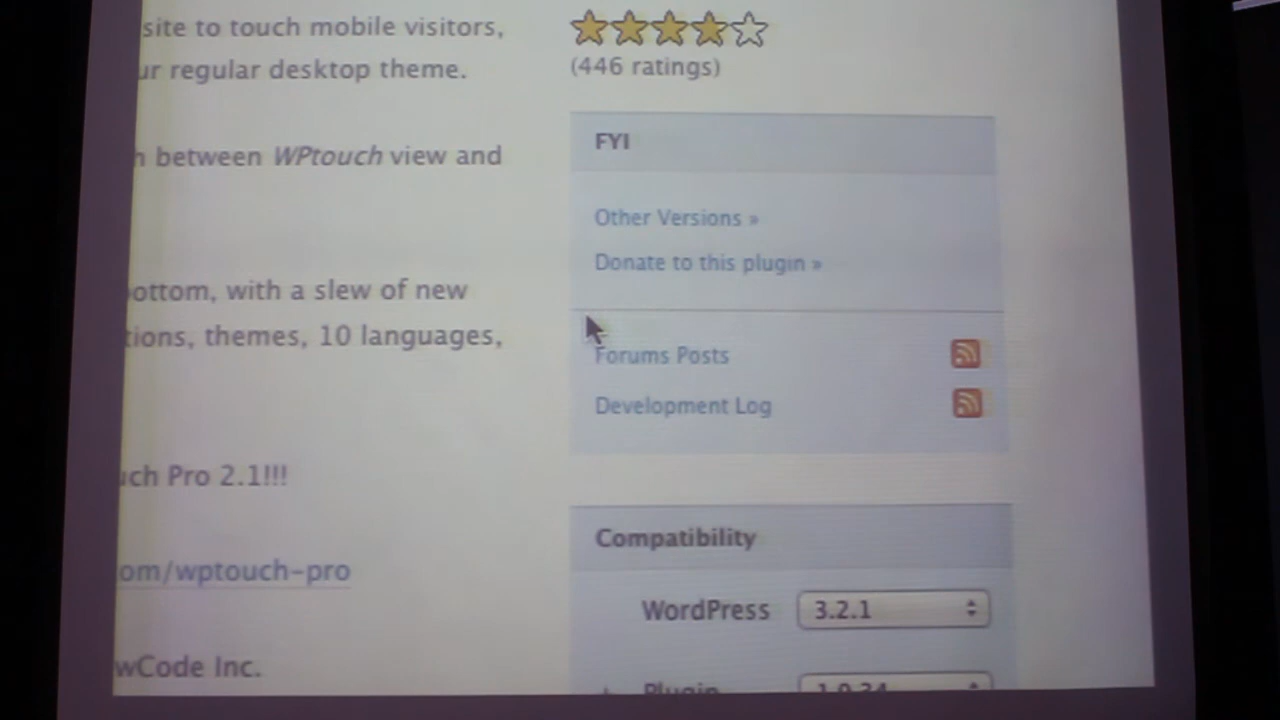 site to touch mobile visitors,
ur regular desktop theme.
between WPtouch view and
ottom, with a slew of new
tions, themes, 10 languages,
uch Pro 2.1!!!
om/wptouch-pro
wCode Inc.
(446 ratings)
FYI
Other Versions »
Donate to this plugin »
Forums Posts
Development Log
Compatibility
WordPress 3.2.1
Plugin